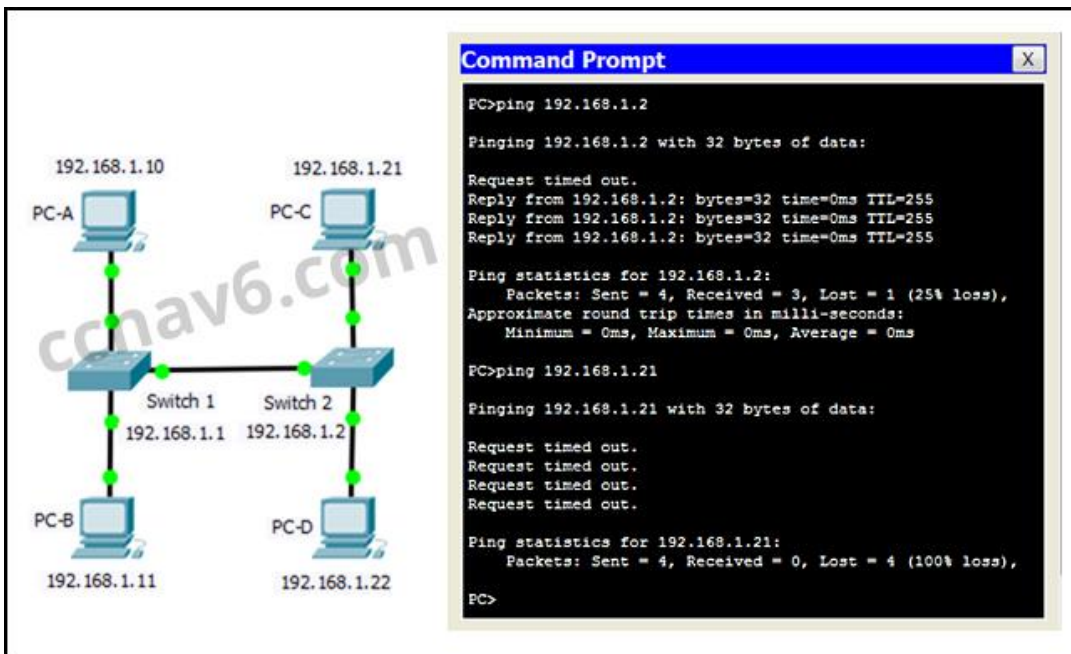 192.168.1.10
192.168.1.21
PC-A
PC-C
ccnav6.com
Switch 1
Switch 2
192.168.1.1
192.168.1.2
PC-B
PC-D
192.168.1.11
192.168.1.22
Command Prompt
X
PC>ping 192.168.1.2
Pinging 192.168.1.2 with 32 bytes of data:
Request timed out.
Reply from 192.168.1.2: bytes=32 time=0ms TTL=255
Reply from 192.168.1.2: bytes=32 time=0ms TTL=255
Reply from 192.168.1.2: bytes=32 time=0ms TTL=255
Ping statistics for 192.168.1.2:
Packets: Sent = 4, Received = 3, Lost = 1 (25% loss),
Approximate round trip times in milli-seconds:
Minimum = 0ms, Maximum = 0ms, Average = 0ms
PC>ping 192.168.1.21
Pinging 192.168.1.21 with 32 bytes of data:
Request timed out.
Request timed out.
Request timed out.
Request timed out.
Ping statistics for 192.168.1.21:
Packets: Sent = 4, Received = 0, Lost = 4 (100% loss),
PC>